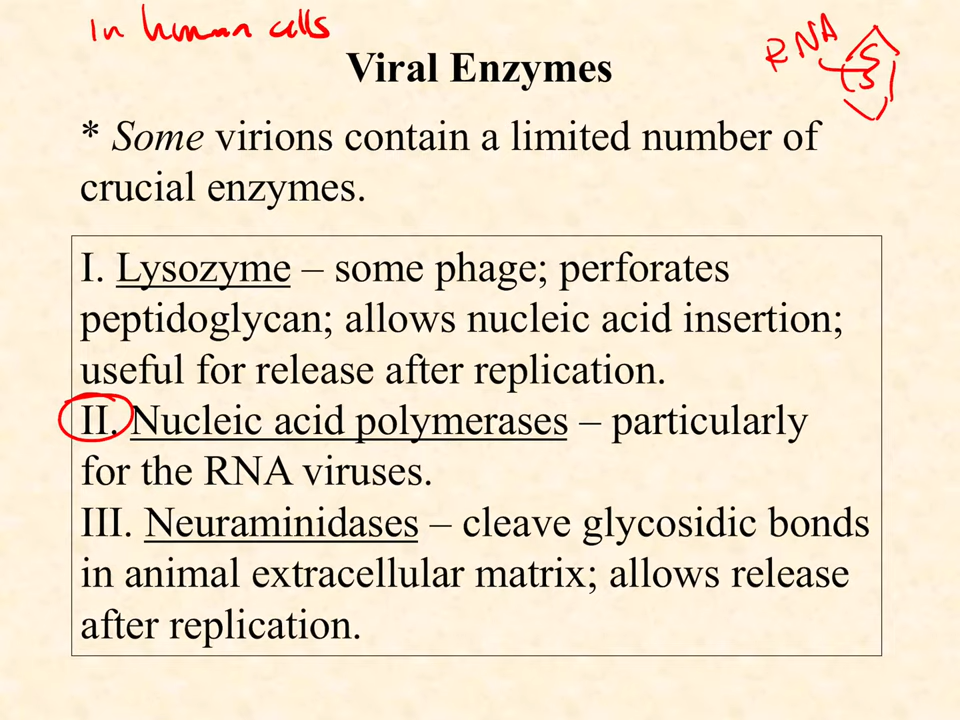 In human cells
RNA
Viral Enzymes
* Some virions contain a limited number of
crucial enzymes.
I. Lysozyme – some phage; perforates
peptidoglycan; allows nucleic acid insertion;
useful for release after replication.
II. Nucleic acid polymerases – particularly
for the RNA viruses.
III. Neuraminidases – cleave glycosidic bonds
in animal extracellular matrix; allows release
after replication.